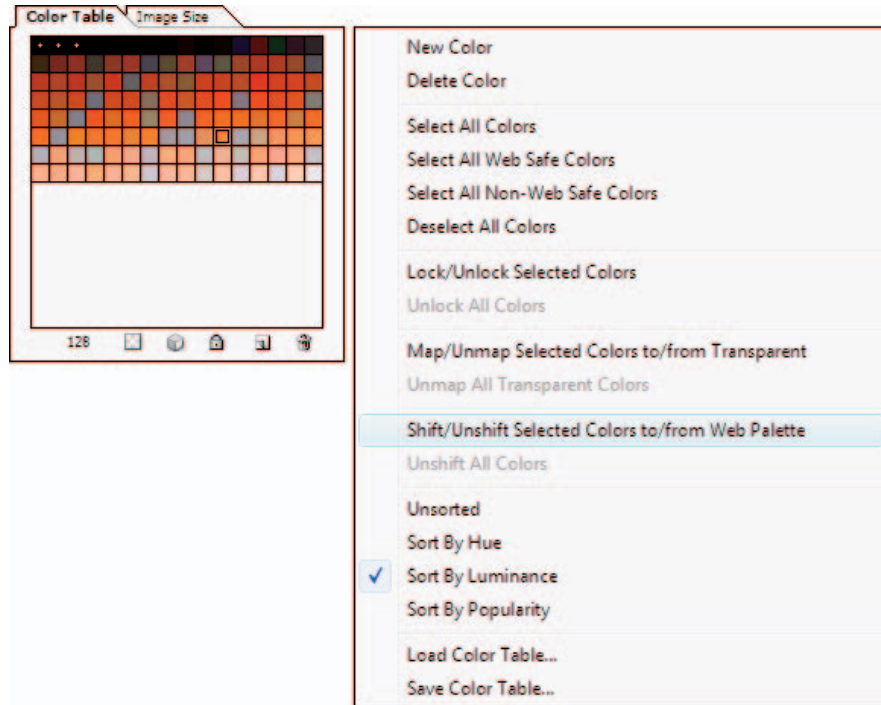 Color Table Image Size
128
New Color
Delete Color
Select All Colors
Select All Web Safe Colors
Select All Non-Web Safe Colors
Deselect All Colors
Lock/Unlock Selected Colors
Unlock All Colors
Map/Unmap Selected Colors to/from Transparent
Unmap All Transparent Colors
Shift/Unshift Selected Colors to/from Web Palette
Unshift All Colors
Unsorted
Sort By Hue
Sort By Luminance
Sort By Popularity
Load Color Table...
Save Color Table...